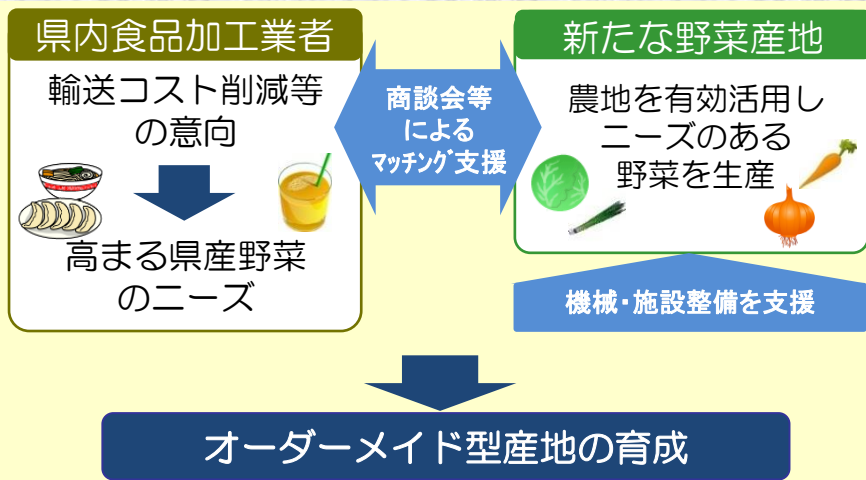 県内食品加工業者
輸送コスト削減等
の意向
高まる県産野菜
のニーズ
商談会等
による
マッチング支援
新たな野菜産地
農地を有効活用し
ニーズのある
野菜を生産
機械・施設整備を支援
オーダーメイド型産地の育成